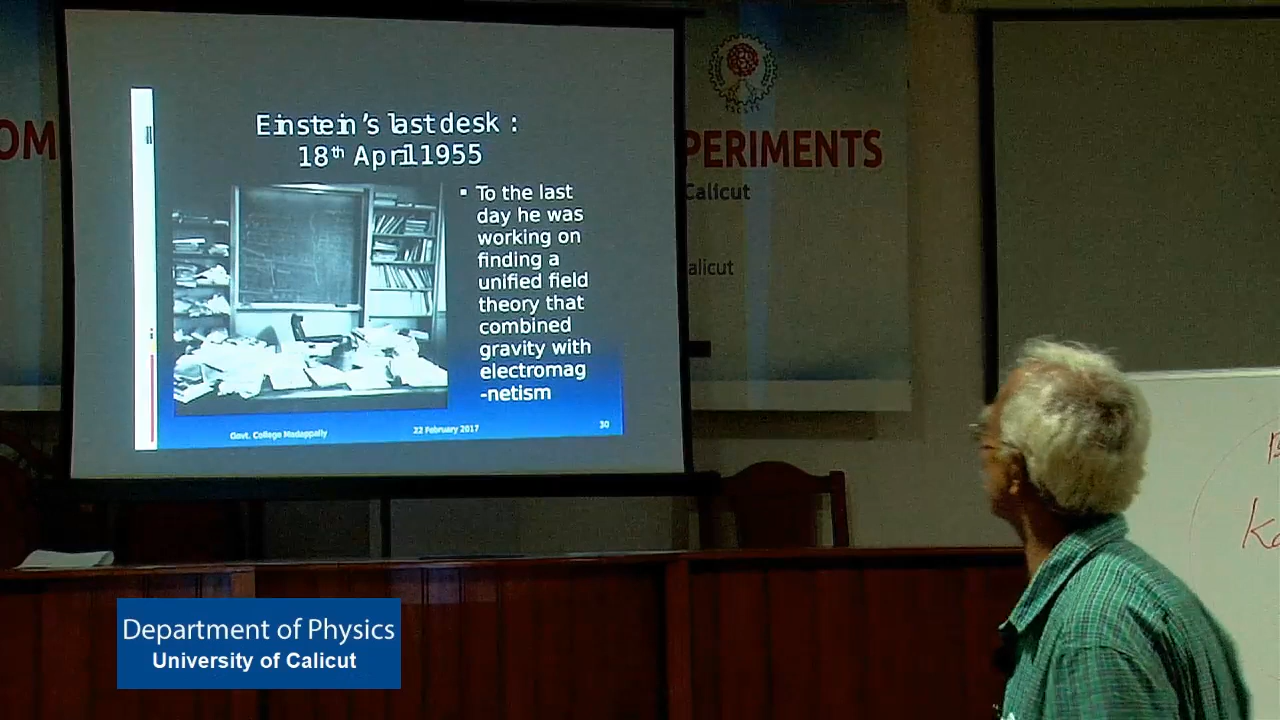 Einstein's last desk :
18th April 1955
▪ To the last
day he was
working on
finding a
unified field
theory that
combined
gravity with
electromag
-netism
Govt. College Madappally
22 February 2017
30
OM
PERIMENTS
Calicut
alicut
Department of Physics
University of Calicut